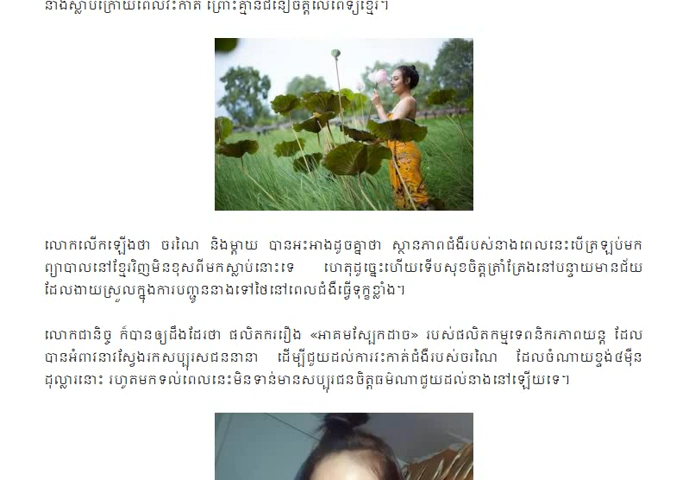 នាងស្លាប់ក្រោយពេលវះកាត់ ព្រោះគ្មានជំនឿចិត្តលើពេទ្យខ្មែរ។
លោកលើកឡើងថា ចរណៃ និងម្ដាយ បានអះអាងដូចគ្នាថា ស្ថានភាពជំងឺរបស់នាងពេលនេះបើត្រឡប់មក
ព្យាបាលនៅខ្មែរវិញមិនខុសពីមកស្លាប់នោះទេ ហេតុដូច្នេះហើយទើបសុខចិត្តត្រាំត្រែងនៅបន្ទាយមានជ័យ
ដែលងាយស្រួលក្នុងការបញ្ជូននាងទៅថៃនៅពេលជំងឺធ្វើទុក្ខខ្លាំង។
លោកជានិច្ច ក៏បានឲ្យដឹងដែរថា ផលិតកររឿង «អាគមស្បែកដាច» របស់ផលិតកម្មទេពនិករភាពយន្ត ដែល
បានអំពាវនាវស្វែងរកសប្បុរសជននានា ដើម្បីជួយដល់ការវះកាត់ជំងឺរបស់ចរណៃ ដែលចំណាយខ្ទង់៤ម៉ឺន
ដុល្លារនោះ រហូតមកទល់ពេលនេះមិនទាន់មានសប្បុរជនចិត្តធម៌ណាជួយដល់នាងនៅឡើយទេ។